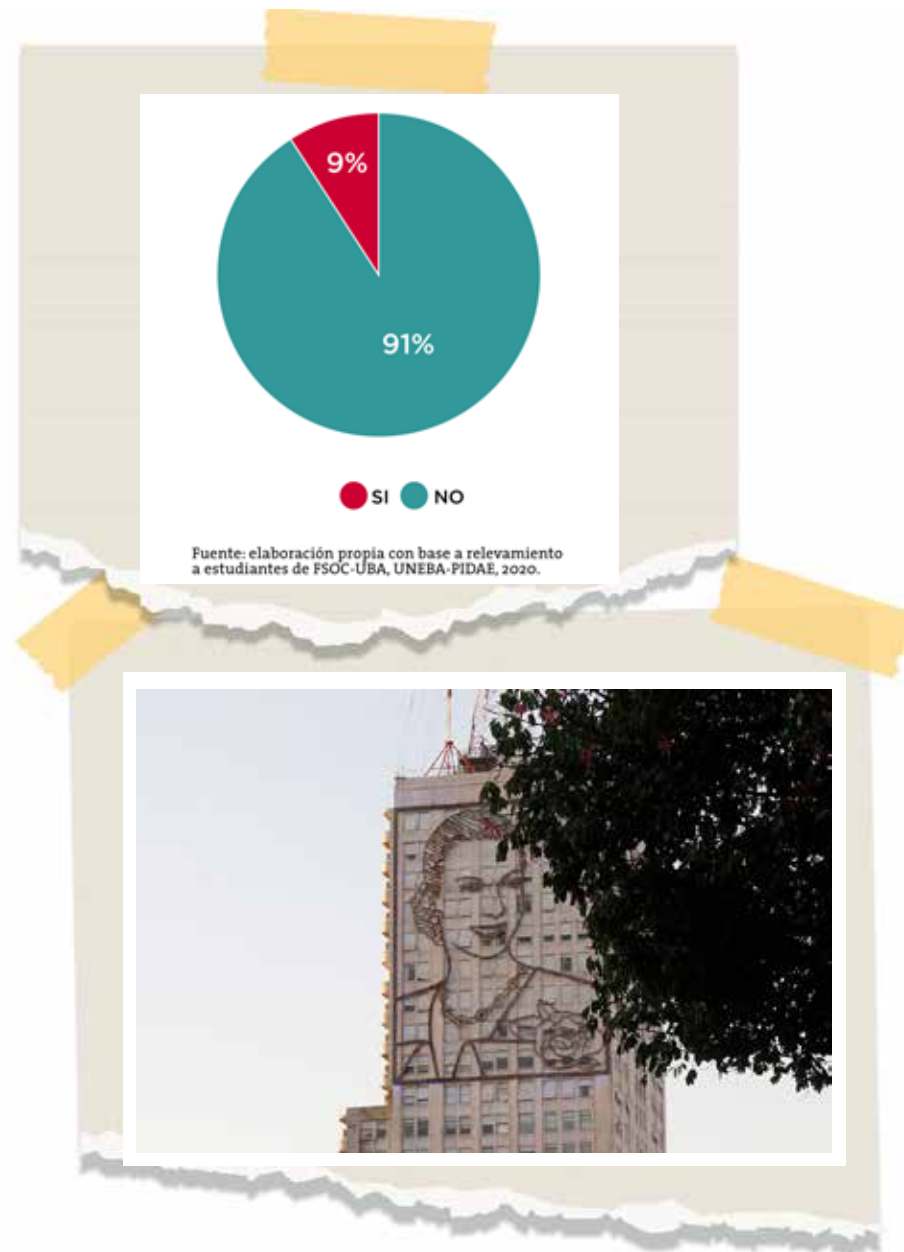 9%
91%
SI NO
Fuente: elaboración propia con base a relevamiento
a estudiantes de FSOC-UBA, UNEBA-PIDAE, 2020.